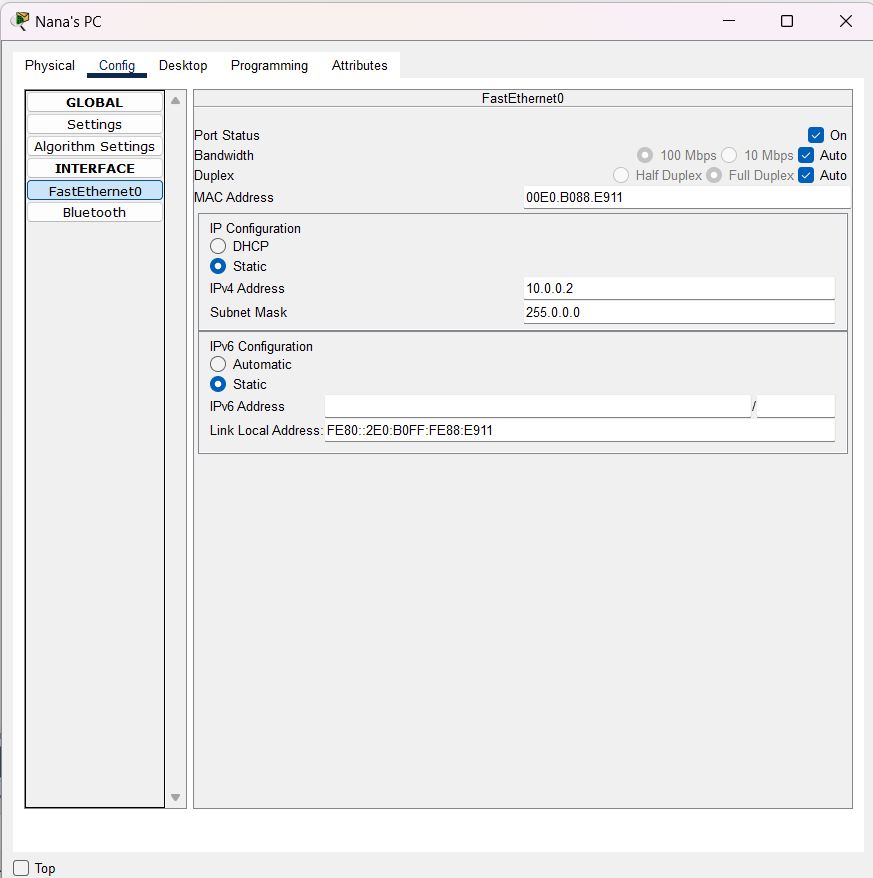 Nana's PC
Physical Config Desktop Programming Attributes
GLOBAL
Settings
Algorithm Settings
INTERFACE
FastEthernet0
Bluetooth
FastEthernet0
Port Status On
Bandwidth 100 Mbps 10 Mbps Auto
Duplex Half Duplex Full Duplex Auto
MAC Address 00E0.B088.E911
IP Configuration
DHCP
Static
IPv4 Address 10.0.0.2
Subnet Mask 255.0.0.0
IPv6 Configuration
Automatic
Static
IPv6 Address /
Link Local Address: FE80::2E0:B0FF:FE88:E911
Top